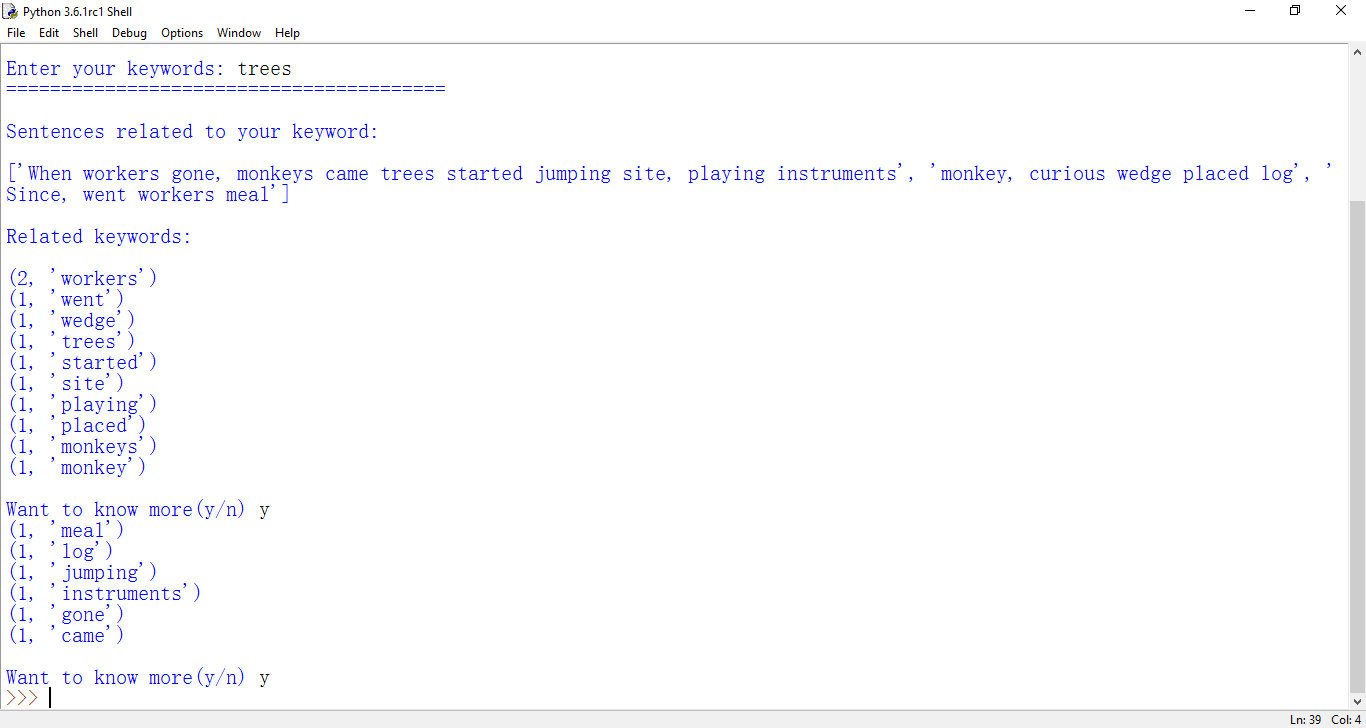 Python 3.6.1rc1 Shell
File Edit Shell Debug Options Window Help
Enter your keywords: trees
========================================
Sentences related to your keyword:
['When workers gone, monkeys came trees started jumping site, playing instruments', 'monkey, curious wedge placed log', '
Since, went workers meal']
Related keywords:
(2, 'workers')
(1, 'went')
(1, 'wedge')
(1, 'trees')
(1, 'started')
(1, 'site')
(1, 'playing')
(1, 'placed')
(1, 'monkeys')
(1, 'monkey')
Want to know more(y/n) y
(1, 'meal')
(1, 'log')
(1, 'jumping')
(1, 'instruments')
(1, 'gone')
(1, 'came')
Want to know more(y/n) y
>>>
Ln: 39 Col: 4